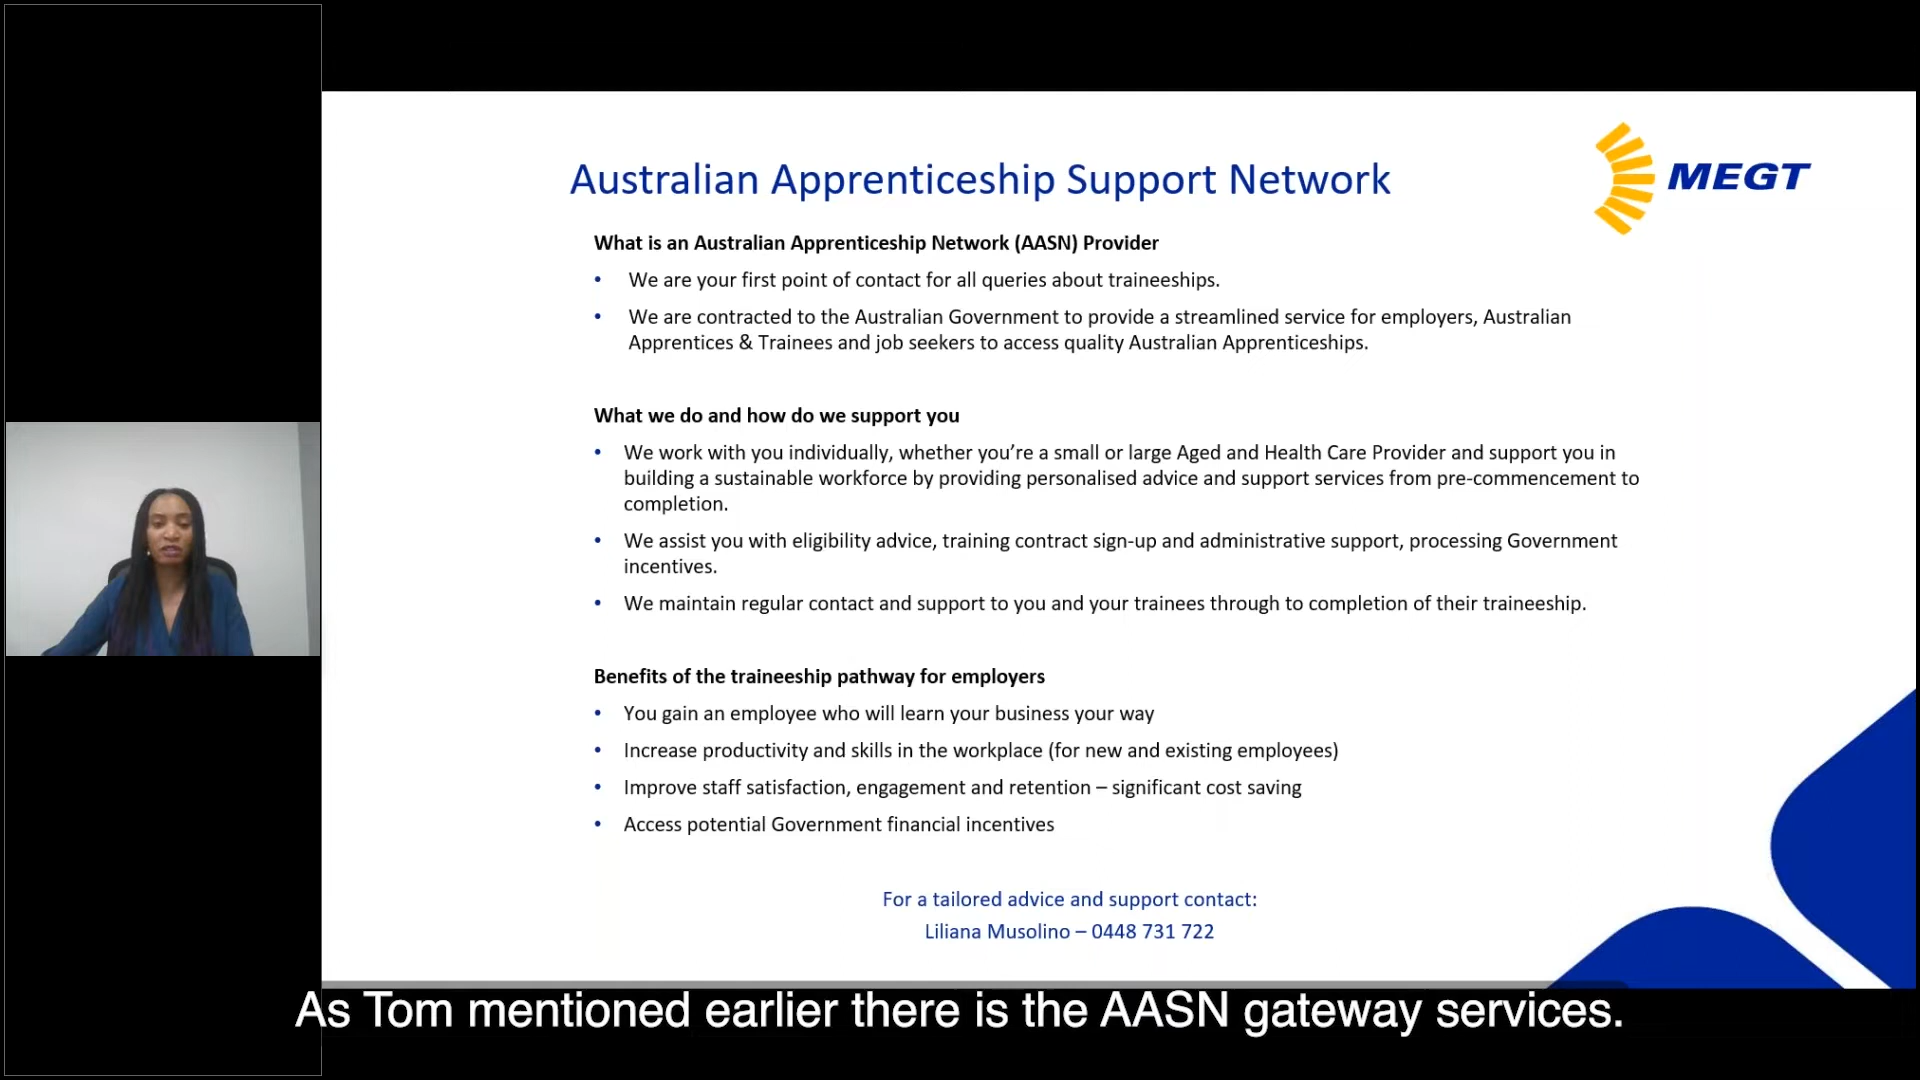 Australian Apprenticeship Support Network
MEGT
What is an Australian Apprenticeship Network (AASN) Provider
• We are your first point of contact for all queries about traineeships.
• We are contracted to the Australian Government to provide a streamlined service for employers, Australian
Apprentices & Trainees and job seekers to access quality Australian Apprenticeships.
What we do and how do we support you
• We work with you individually, whether you’re a small or large Aged and Health Care Provider and support you in
building a sustainable workforce by providing personalised advice and support services from pre-commencement to
completion.
• We assist you with eligibility advice, training contract sign-up and administrative support, processing Government
incentives.
• We maintain regular contact and support to you and your trainees through to completion of their traineeship.
Benefits of the traineeship pathway for employers
• You gain an employee who will learn your business your way
• Increase productivity and skills in the workplace (for new and existing employees)
• Improve staff satisfaction, engagement and retention – significant cost saving
• Access potential Government financial incentives
For a tailored advice and support contact:
Liliana Musolino – 0448 731 722
As Tom mentioned earlier there is the AASN gateway services.